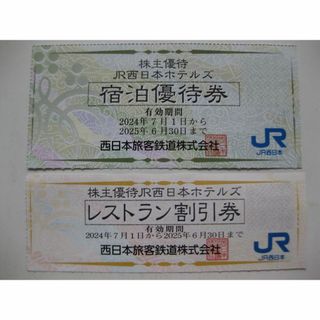 株主優待
JR西日本ホテルズ
宿泊優待券
有効期間
2024年7月1日から
2025年6月30日まで
西日本旅客鉄道株式会社
JR
JR西日本
株主優待JR西日本ホテルズ
レストラン割引券
有効期間
2024年7月1日から2025年6月30日まで
西日本旅客鉄道株式会社
JR
JR西日本